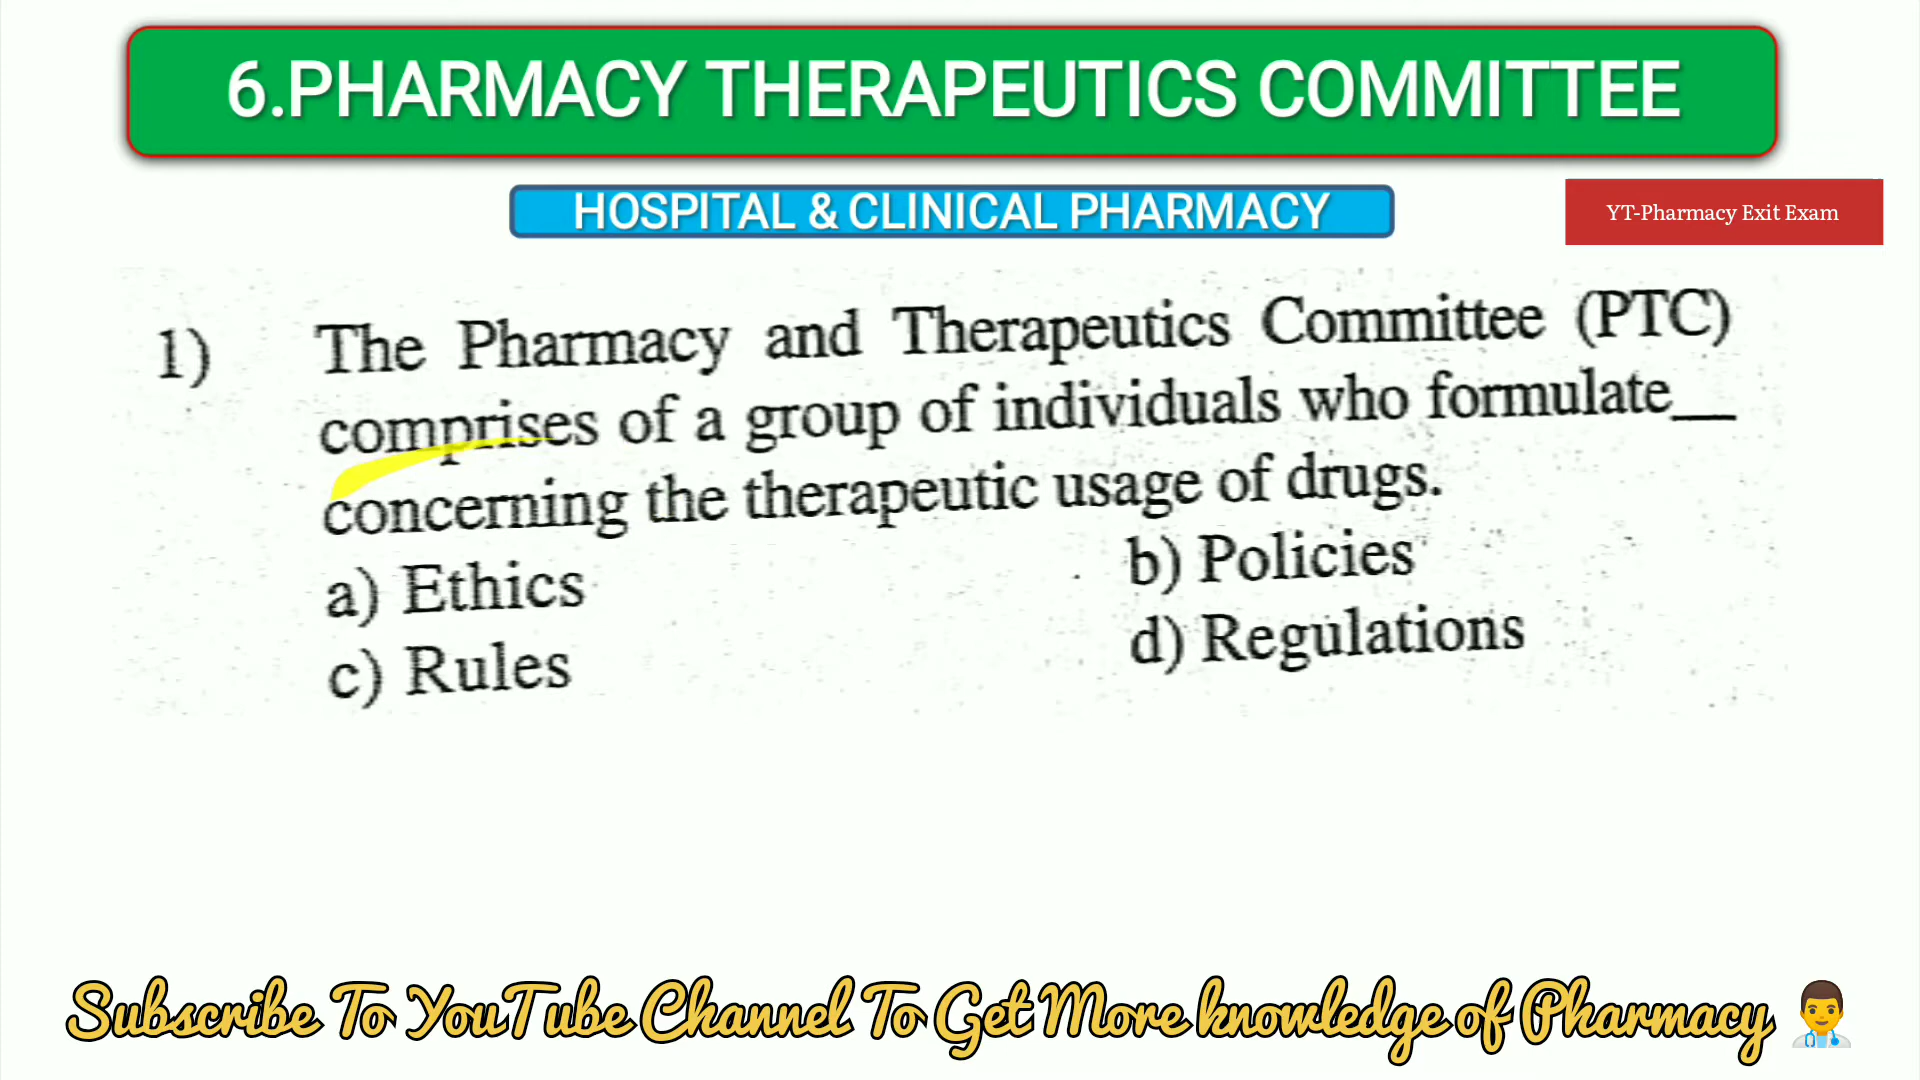 6.PHARMACY THERAPEUTICS COMMITTEE
HOSPITAL & CLINICAL PHARMACY
YT-Pharmacy Exit Exam
1) The Pharmacy and Therapeutics Committee (PTC)
comprises of a group of individuals who formulate__
concerning the therapeutic usage of drugs.
a) Ethics b) Policies
c) Rules d) Regulations
Subscribe To YouTube Channel To Get More knowledge of Pharmacy